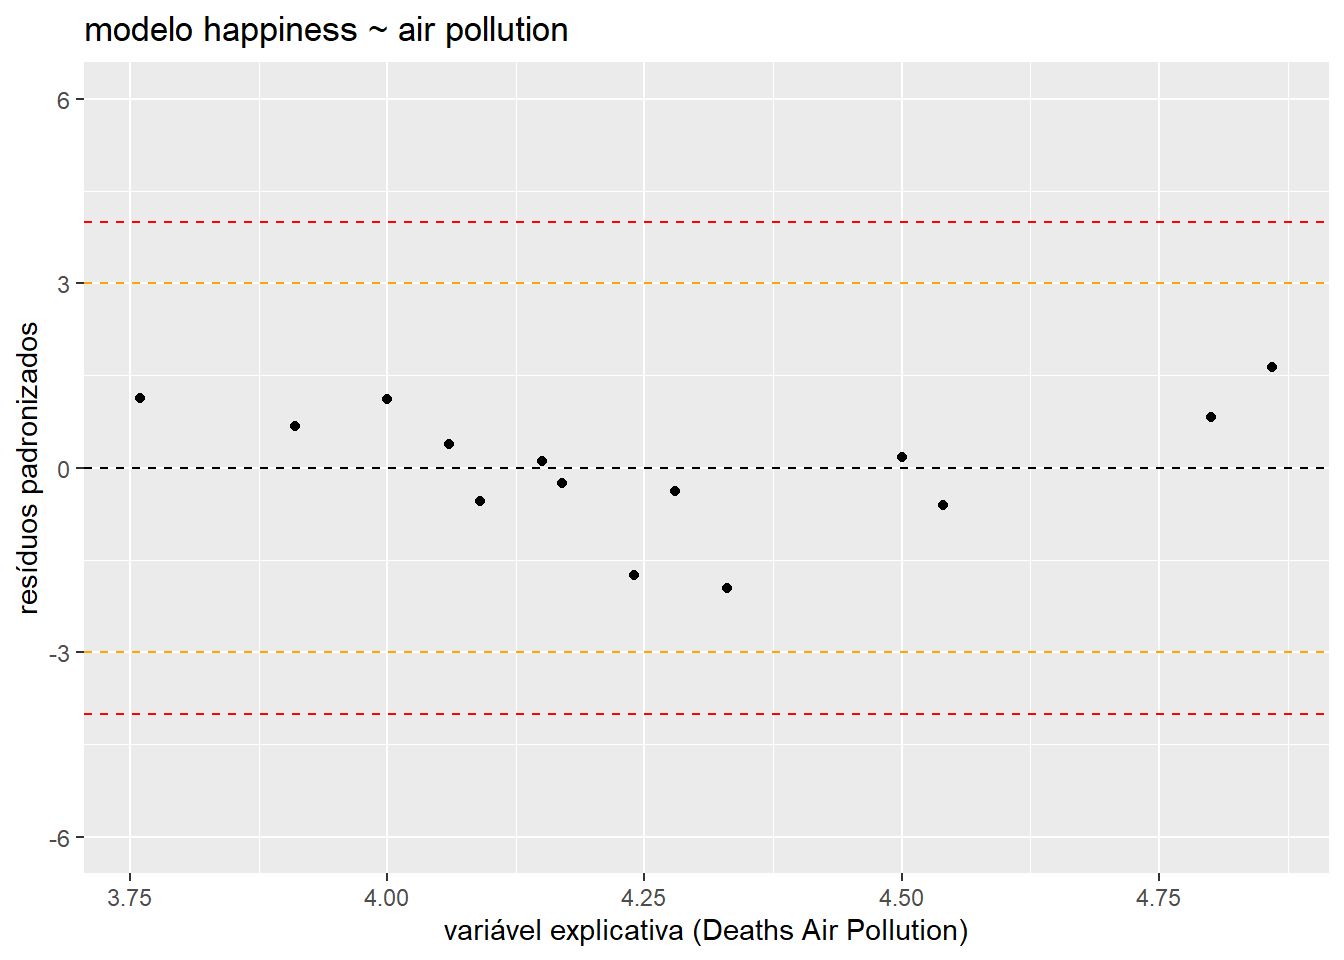 modelo happiness ~ air pollution
6
3
0
-3
-6
resíduos padronizados
3.75 4.00 4.25 4.50 4.75
variável explicativa (Deaths Air Pollution)